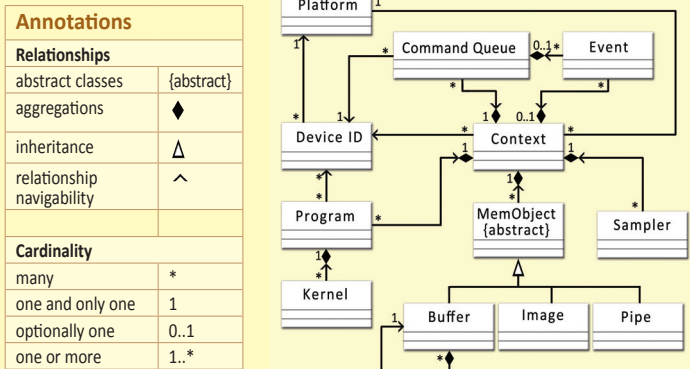 Annotations
Relationships
abstract classes {abstract}
aggregations
inheritance
relationship
navigability
Cardinality
many *
one and only one 1
optionally one 0..1
one or more 1..*
Platform 1
1
* Command Queue 0..1 * Event
* *
1 1 0..1
Device ID * Context *
1 1
* 1
* *
Program * MemObject *
{abstract} Sampler
1
*
Kernel
1 Buffer Image Pipe
*